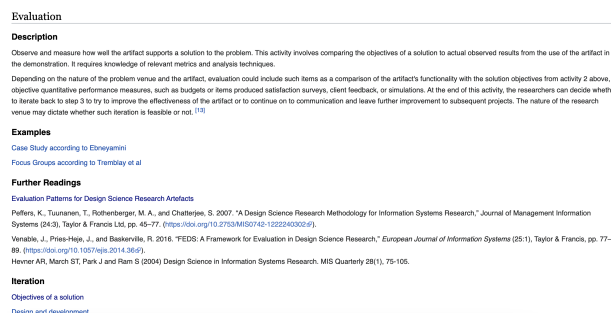 Evaluation
Description
Observe and measure how well the artifact supports a solution to the problem. This activity involves comparing the objectives of a solution to actual observed results from the use of the artifact in
the demonstration. It requires knowledge of relevant metrics and analysis techniques.
Depending on the nature of the problem venue and the artifact, evaluation could include such items as a comparison of the artifact's functionality with the solution objectives from activity 2 above,
objective quantitative performance measures, such as budgets or items produced satisfaction surveys, client feedback, or simulations. At the end of this activity, the researchers can decide wheth
to iterate back to step 3 to try to improve the effectiveness of the artifact or to continue on to communication and leave further improvement to subsequent projects. The nature of the research
venue may dictate whether such iteration is feasible or not. [13]
Examples
Case Study according to Ebneyamini
Focus Groups according to Tremblay et al
Further Readings
Evaluation Patterns for Design Science Research Artefacts
Peffers, K., Tuunanen, T., Rothenberger, M. A., and Chatterjee, S. 2007. "A Design Science Research Methodology for Information Systems Research," Journal of Management Information
Systems (24:3), Taylor & Francis Ltd, pp. 45–77. (https://doi.org/10.2753/MIS0742-1222240302).
Venable, J., Pries-Heje, J., and Baskerville, R. 2016. "FEDS: A Framework for Evaluation in Design Science Research," European Journal of Information Systems (25:1), Taylor & Francis, pp. 77–
89. (https://doi.org/10.1057/ejis.2014.36).
Hevner AR, March ST, Park J and Ram S (2004) Design Science in Information Systems Research. MIS Quarterly 28(1), 75-105.
Iteration
Objectives of a solution
Design and development